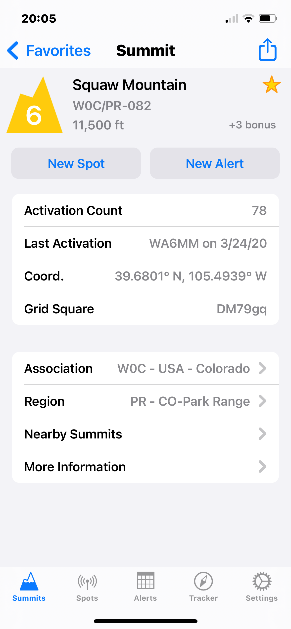 20:05
Favorites Summit
6
Squaw Mountain
W0C/PR-082
11,500 ft +3 bonus
New Spot New Alert
Activation Count 78
Last Activation WA6MM on 3/24/20
Coord. 39.6801° N, 105.4939° W
Grid Square DM79gq
Association W0C - USA - Colorado
Region PR - CO-Park Range
Nearby Summits
More Information
Summits Spots Alerts Tracker Settings